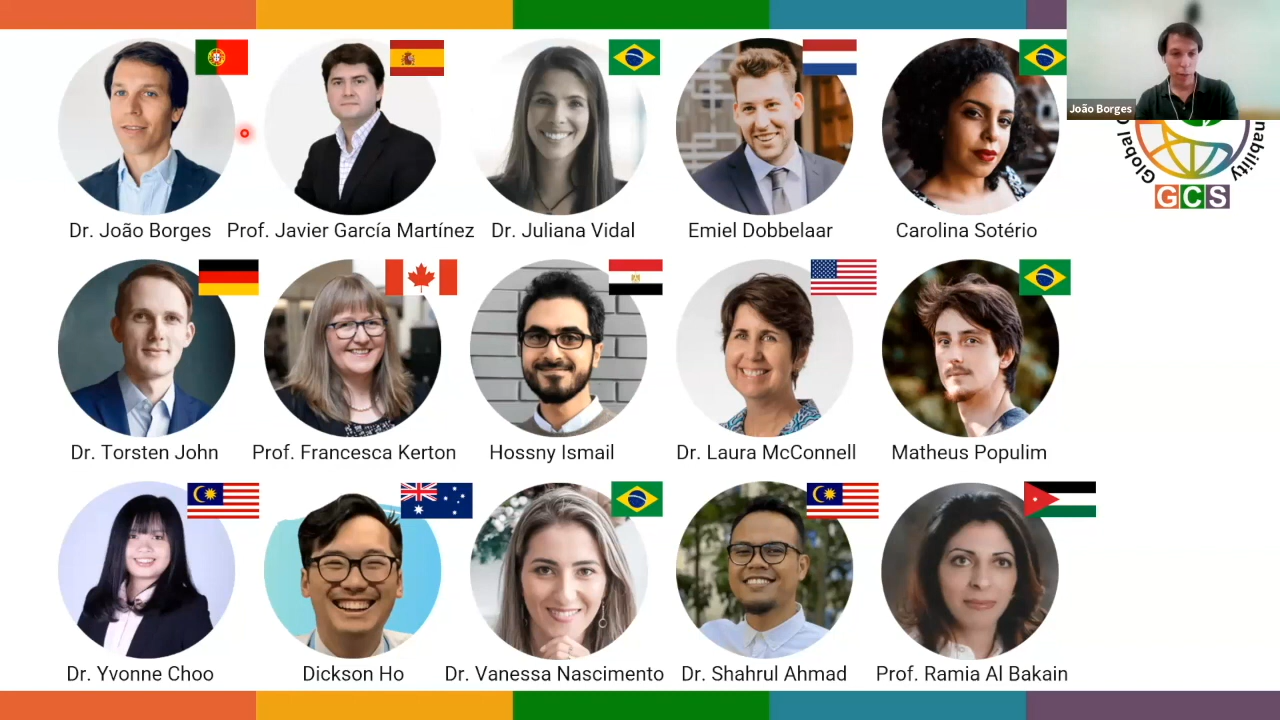 João Borges
Global
nability
GCS
Dr. João Borges
Prof. Javier García Martínez
Dr. Juliana Vidal
Emiel Dobbelaar
Carolina Sotério
Dr. Torsten John
Prof. Francesca Kerton
Hossny Ismail
Dr. Laura McConnell
Matheus Populim
Dr. Yvonne Choo
Dickson Ho
Dr. Vanessa Nascimento
Dr. Shahrul Ahmad
Prof. Ramia Al Bakain